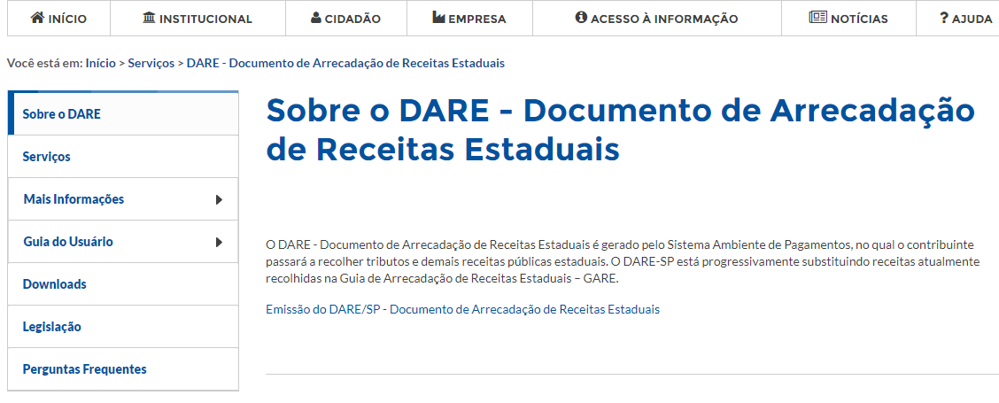 INÍCIO INSTITUCIONAL CIDADÃO EMPRESA ACESSO À INFORMAÇÃO NOTÍCIAS AJUDA
Você está em: Início > Serviços > DARE - Documento de Arrecadação de Receitas Estaduais
Sobre o DARE
Serviços
Mais Informações
Guia do Usuário
Downloads
Legislação
Perguntas Frequentes
Sobre o DARE - Documento de Arrecadação
de Receitas Estaduais
O DARE - Documento de Arrecadação de Receitas Estaduais é gerado pelo Sistema Ambiente de Pagamentos, no qual o contribuinte
passará a recolher tributos e demais receitas públicas estaduais. O DARE-SP está progressivamente substituindo receitas atualmente
recolhidas na Guia de Arrecadação de Receitas Estaduais – GARE.
Emissão do DARE/SP - Documento de Arrecadação de Receitas Estaduais